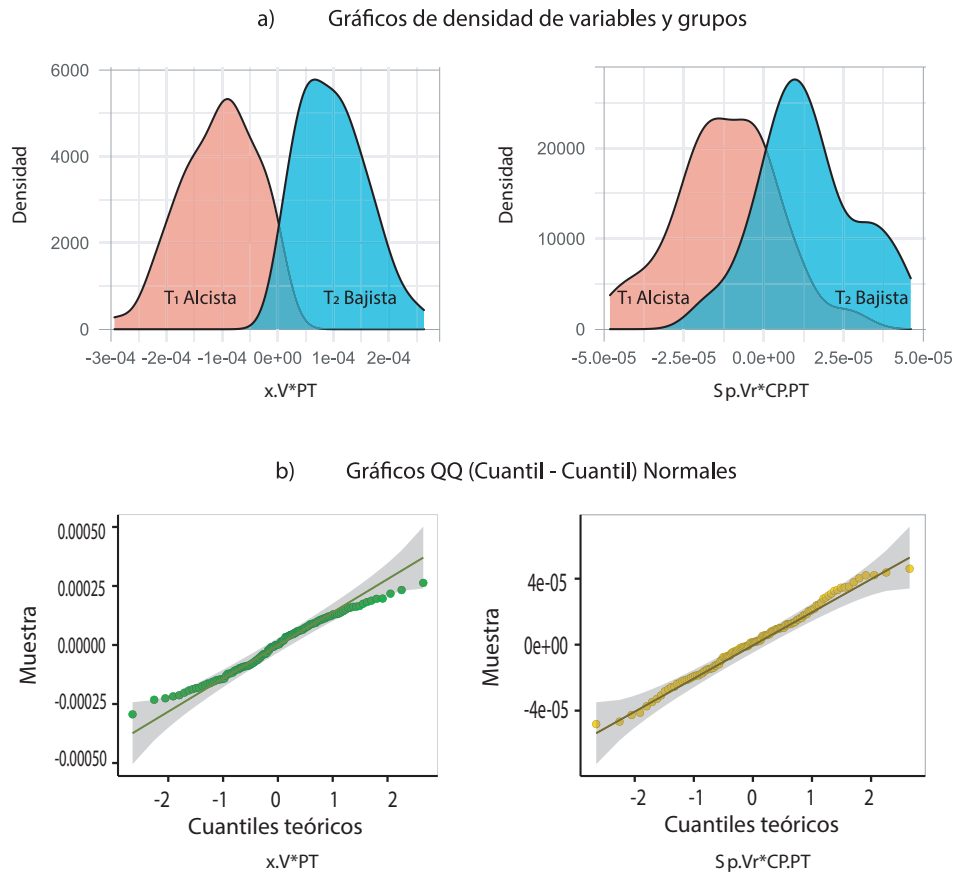 a) Gráficos de densidad de variables y grupos
6000
4000
2000
0
Densidad
T1 Alcista
T2 Bajista
-3e-04 -2e-04 -1e-04 0e+00 1e-04 2e-04
x.V*PT
20000
10000
0
Densidad
T1 Alcista
T2 Bajista
-5.0e-05 -2.5e-05 0.0e+00 2.5e-05 5.0e-05
Sp.Vr*CP.PT
b) Gráficos QQ (Cuantil - Cuantil) Normales
0.00050
0.00025
0.00000
-0.00025
-0.00050
Muestra
-2 -1 0 1 2
Cuantiles teóricos
x.V*PT
4e-05
0e+00
-4e-05
Muestra
-2 -1 0 1 2
Cuantiles teóricos
Sp.Vr*CP.PT